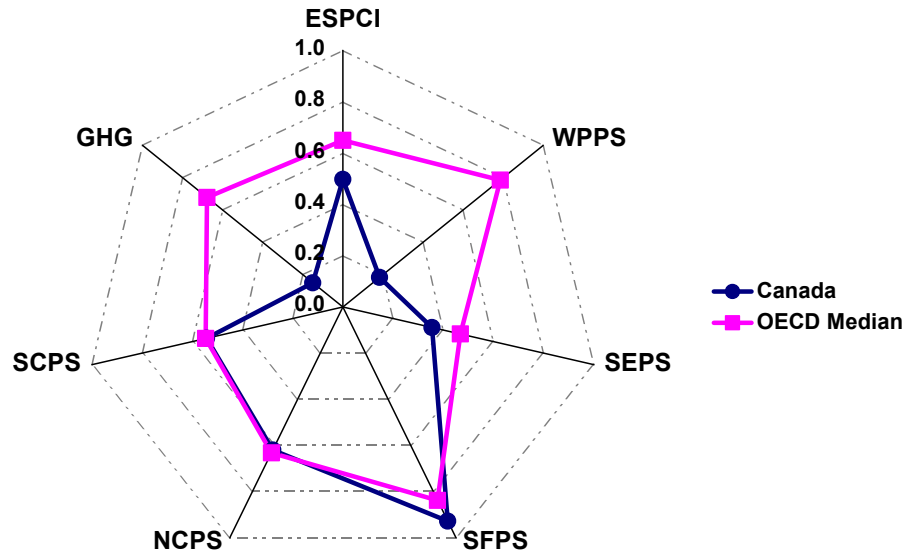 ESPCI
1.0
0.8
0.6
0.4
0.2
0.0
WPPS
SEPS
SFPS
NCPS
SCPS
GHG
Canada
OECD Median